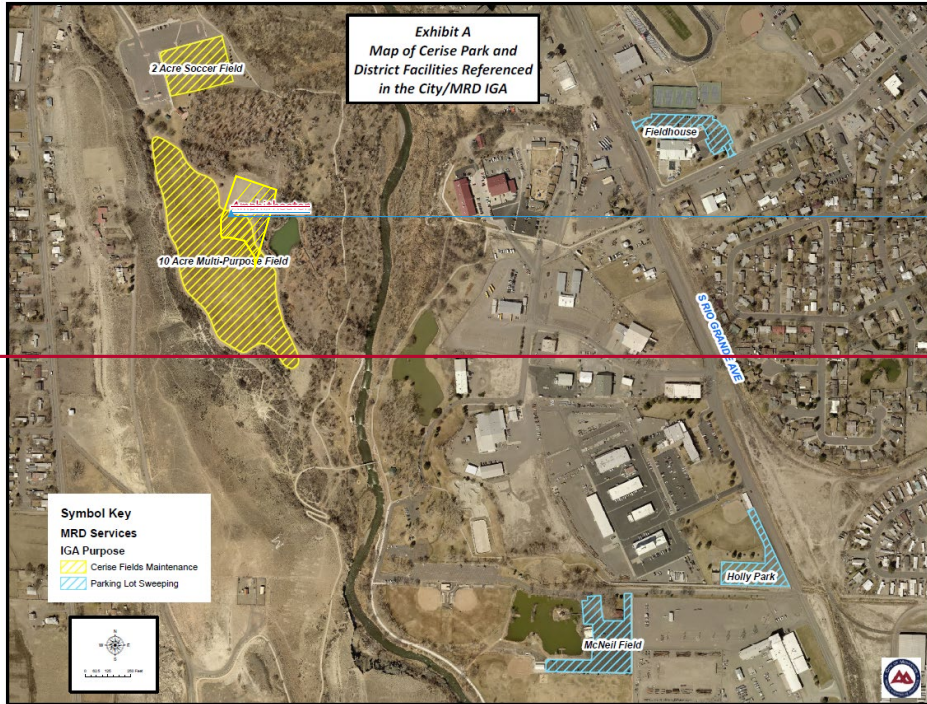 Exhibit A
Map of Cerise Park and
District Facilities Referenced
in the City/MRD IGA
2 Acre Soccer Field
Fieldhouse
Amphitheater
10 Acre Multi-Purpose Field
S RIO GRANDE AVE
Symbol Key
MRD Services
IGA Purpose
Cerise Fields Maintenance
Parking Lot Sweeping
Holly Park
McNeil Field
N
W
E
S